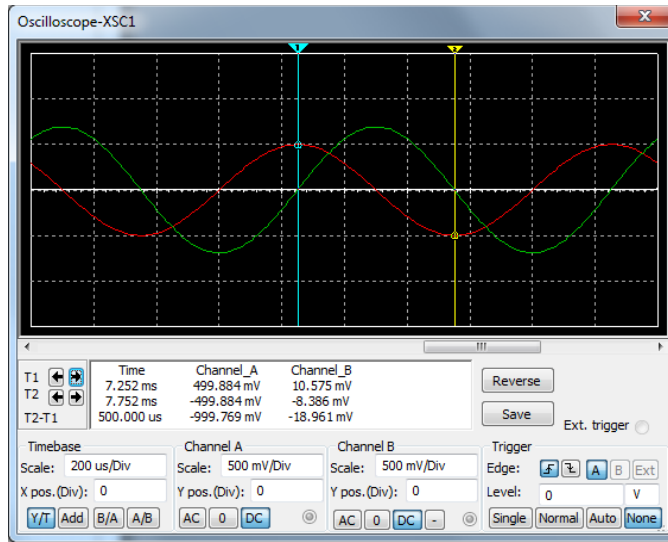 Oscilloscope-XSC1
x
1 2
T1
T2
T2-T1
Time Channel_A Channel_B
7.252 ms 499.884 mV 10.575 mV
7.752 ms -499.884 mV -8.386 mV
500.000 us -999.769 mV -18.961 mV
Reverse
Save
Ext. trigger
Timebase
Scale: 200 us/Div
X pos.(Div): 0
Y/T Add B/A A/B
Channel A
Scale: 500 mV/Div
Y pos.(Div): 0
AC 0 DC
Channel B
Scale: 500 mV/Div
Y pos.(Div): 0
AC 0 DC -
Trigger
Edge: A B Ext
Level: 0 V
Single Normal Auto None